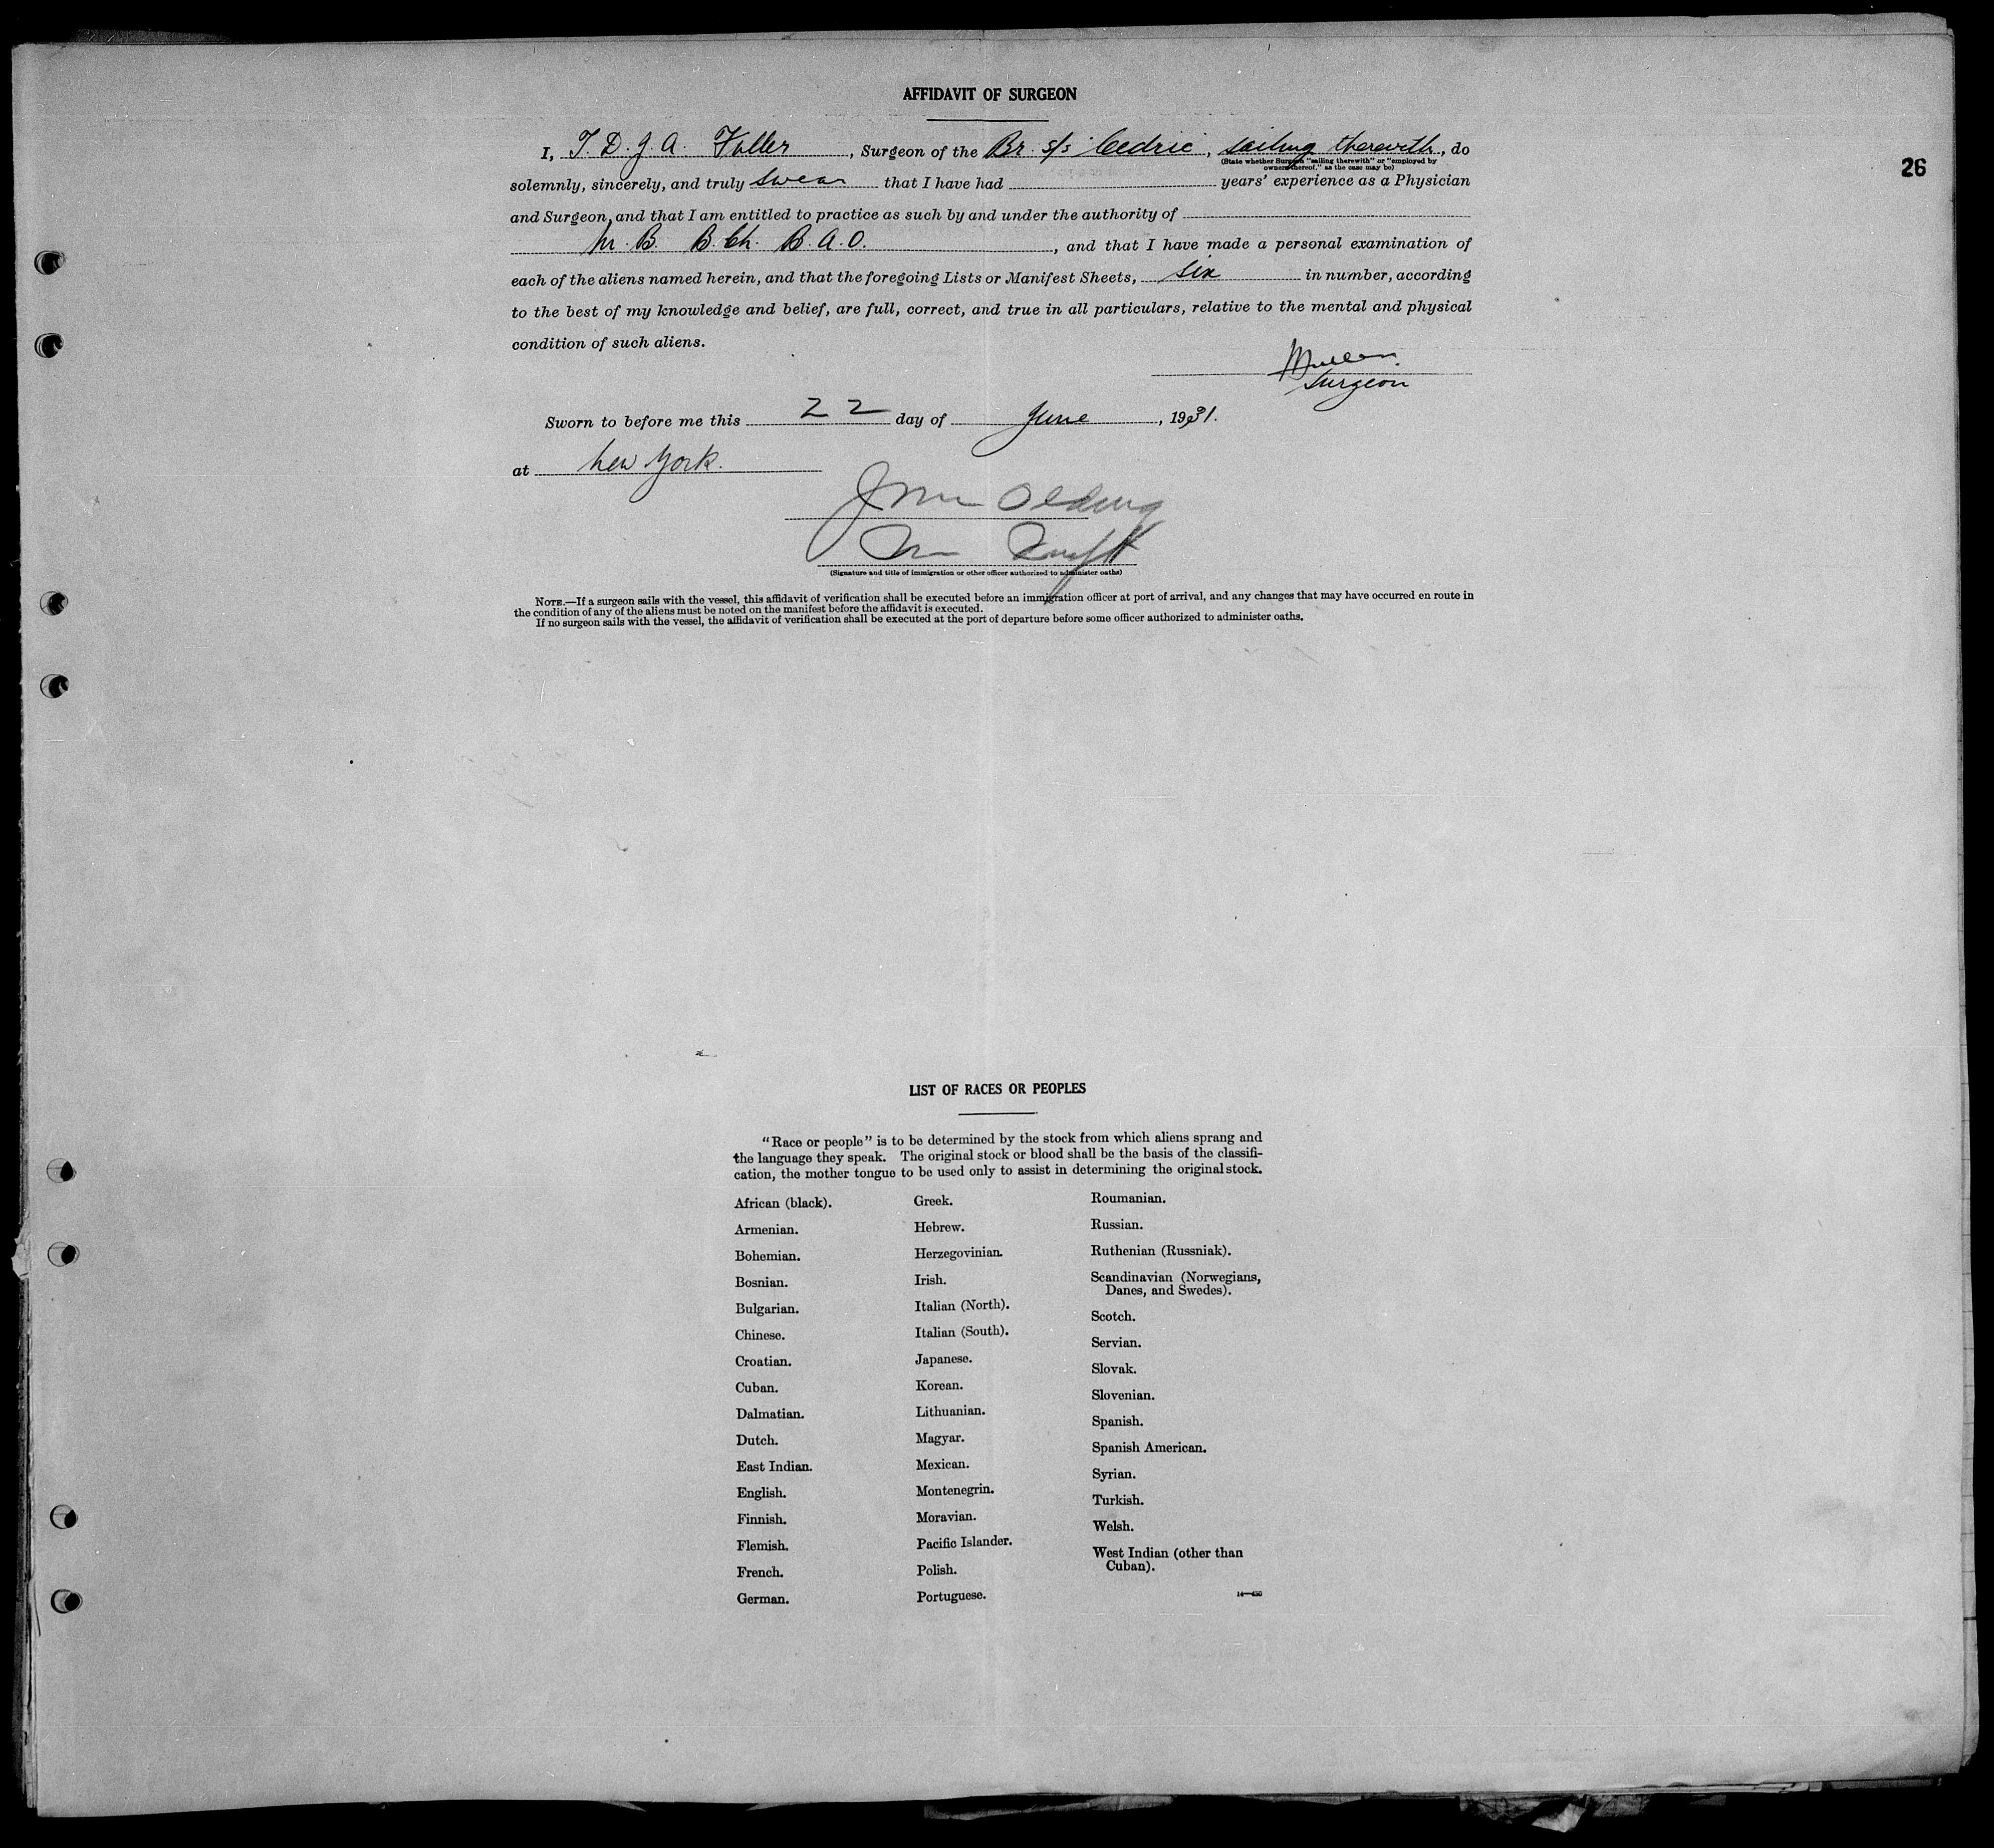 AFFIDAVIT OF SURGEON
I, T. D. J. A. Fuller, Surgeon of the Br. s/s Cedric, sailing therewith, do
(State whether Surgeon "sailing therewith" or "employed by
owners thereof," as the case may be)
26
solemnly, sincerely, and truly swear that I have had years' experience as a Physician
and Surgeon, and that I am entitled to practice as such by and under the authority of
M. B. B. Ch. B. A. O., and that I have made a personal examination of
each of the aliens named herein, and that the foregoing Lists or Manifest Sheets, six in number, according
to the best of my knowledge and belief, are full, correct, and true in all particulars, relative to the mental and physical
condition of such aliens.
Surgeon
Sworn to before me this 22 day of June, 1931.
at New York.
(Signature and title of immigration or other officer authorized to administer oaths)
NOTE.—If a surgeon sails with the vessel, this affidavit of verification shall be executed before an immigration officer at port of arrival, and any changes that may have occurred en route in
the condition of any of the aliens must be noted on the manifest before the affidavit is executed.
If no surgeon sails with the vessel, the affidavit of verification shall be executed at the port of departure before some officer authorized to administer oaths.
LIST OF RACES OR PEOPLES
"Race or people" is to be determined by the stock from which aliens sprang and
the language they speak. The original stock or blood shall be the basis of the classifi-
cation, the mother tongue to be used only to assist in determining the original stock.
African (black).
Armenian.
Bohemian.
Bosnian.
Bulgarian.
Chinese.
Croatian.
Cuban.
Dalmatian.
Dutch.
East Indian.
English.
Finnish.
Flemish.
French.
German.
Greek.
Hebrew.
Herzegovinian.
Irish.
Italian (North).
Italian (South).
Japanese.
Korean.
Lithuanian.
Magyar.
Mexican.
Montenegrin.
Moravian.
Pacific Islander.
Polish.
Portuguese.
Roumanian.
Russian.
Ruthenian (Russniak).
Scandinavian (Norwegians,
Danes, and Swedes).
Scotch.
Servian.
Slovak.
Slovenian.
Spanish.
Spanish American.
Syrian.
Turkish.
Welsh.
West Indian (other than
Cuban).